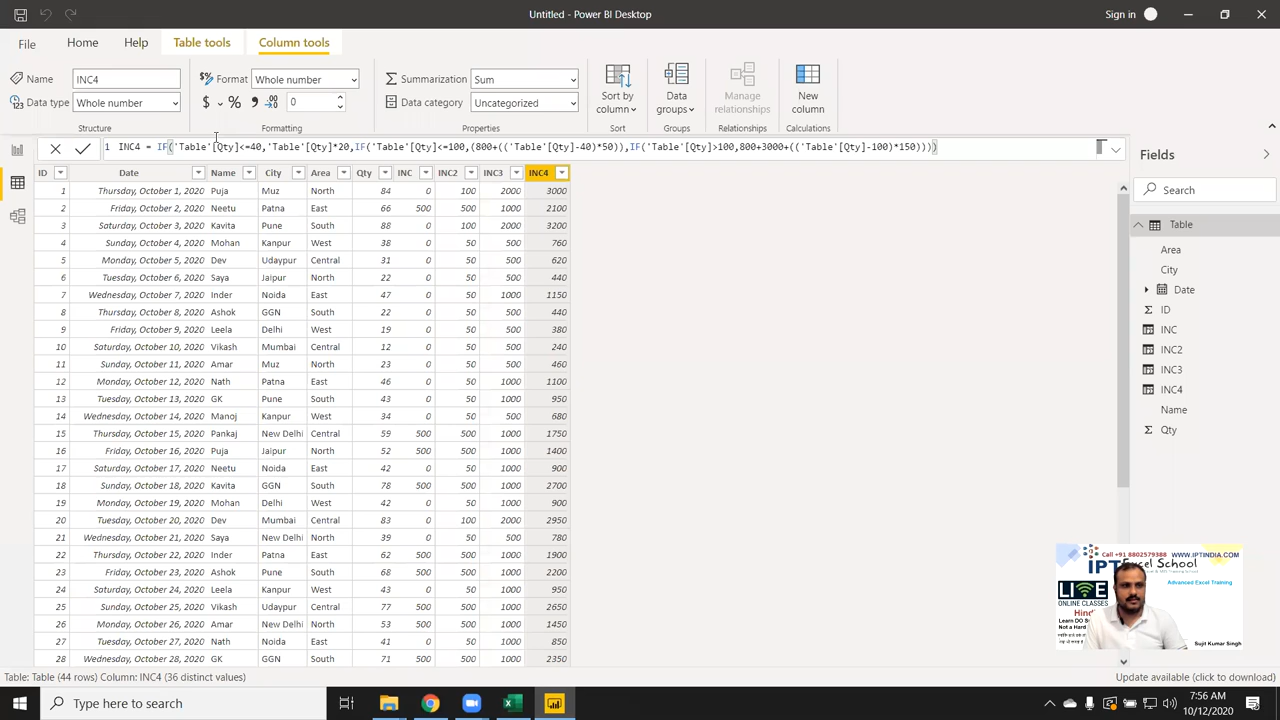 Untitled - Power BI Desktop
Sign in
File
Home
Help
Table tools
Column tools
Name
INC4
Format
Whole number
Summarization
Sum
Data type
Whole number
$ % 9 .00 0
Data category
Uncategorized
Sort by column
Data groups
Manage relationships
New column
Structure
Formatting
Properties
Sort
Groups
Relationships
Calculations
1 INC4 = IF('Table'[Qty]<=40,'Table'[Qty]*20,IF('Table'[Qty]<=100,(800+(('Table'[Qty]-40)*50)),IF('Table'[Qty]>100,800+3000+(('Table'[Qty]-100)*150))))
ID Date Name City Area Qty INC INC2 INC3 INC4
1 Thursday, October 1, 2020 Puja Muz North 84 0 100 2000 3000
2 Friday, October 2, 2020 Neetu Patna East 66 500 500 1000 2100
3 Saturday, October 3, 2020 Kavita Pune South 88 0 100 2000 3200
4 Sunday, October 4, 2020 Mohan Kanpur West 38 0 50 500 760
5 Monday, October 5, 2020 Dev Udaypur Central 31 0 50 500 620
6 Tuesday, October 6, 2020 Saya Jaipur North 22 0 50 500 440
7 Wednesday, October 7, 2020 Inder Noida East 47 0 50 1000 1150
8 Thursday, October 8, 2020 Ashok GGN South 22 0 50 500 440
9 Friday, October 9, 2020 Leela Delhi West 19 0 50 500 380
10 Saturday, October 10, 2020 Vikash Mumbai Central 12 0 50 500 240
11 Sunday, October 11, 2020 Amar Muz North 23 0 50 500 460
12 Monday, October 12, 2020 Nath Patna East 46 0 50 1000 1100
13 Tuesday, October 13, 2020 GK Pune South 43 0 50 1000 950
14 Wednesday, October 14, 2020 Manoj Kanpur West 34 0 50 500 680
15 Thursday, October 15, 2020 Pankaj New Delhi Central 59 500 500 1000 1750
16 Friday, October 16, 2020 Puja Jaipur North 52 500 500 1000 1400
17 Saturday, October 17, 2020 Neetu Noida East 42 0 50 1000 900
18 Sunday, October 18, 2020 Kavita GGN South 78 500 500 1000 2700
19 Monday, October 19, 2020 Mohan Delhi West 42 0 50 1000 900
20 Tuesday, October 20, 2020 Dev Mumbai Central 83 0 100 2000 2950
21 Wednesday, October 21, 2020 Saya New Delhi North 39 0 50 500 780
22 Thursday, October 22, 2020 Inder Patna East 62 500 500 1000 1900
23 Friday, October 23, 2020 Ashok Pune South 68 500 500 1000 2200
24 Saturday, October 24, 2020 Leela Kanpur West 43 0 50 1000 950
25 Sunday, October 25, 2020 Vikash Udaypur Central 77 500 500 1000 2650
26 Monday, October 26, 2020 Amar New Delhi North 53 500 500 1000 1450
27 Tuesday, October 27, 2020 Nath Noida East 41 0 50 1000 850
28 Wednesday, October 28, 2020 GK GGN South 71 500 500 1000 2350
Fields
Search
Table
Area
City
Date
ID
INC
INC2
INC3
INC4
Name
Qty
Call +91 8802579388 WWW.IPTINDIA.COM
IPT Excel School
Advanced Excel Training
LIVE
ONLINE CLASSES
Learn DO
Not a Hard
Sujit Kumar Singh
Table: Table (44 rows) Column: INC4 (36 distinct values)
Update available (click to download)
Type here to search
7:56 AM
10/12/2020